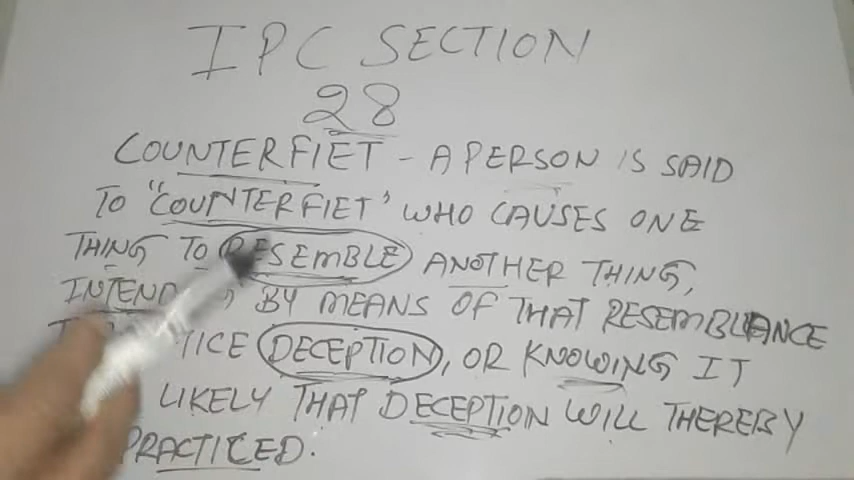 IPC SECTION
28
COUNTERFIET - A PERSON IS SAID
TO "COUNTERFIET' WHO CAUSES ONE
THING TO RESEMBLE ANOTHER THING,
BY MEANS OF THAT RESEMBLANCE
DECEPTION, OR KNOWING IT
LIKELY THAT DECEPTION WILL THEREBY
PRACTICED.